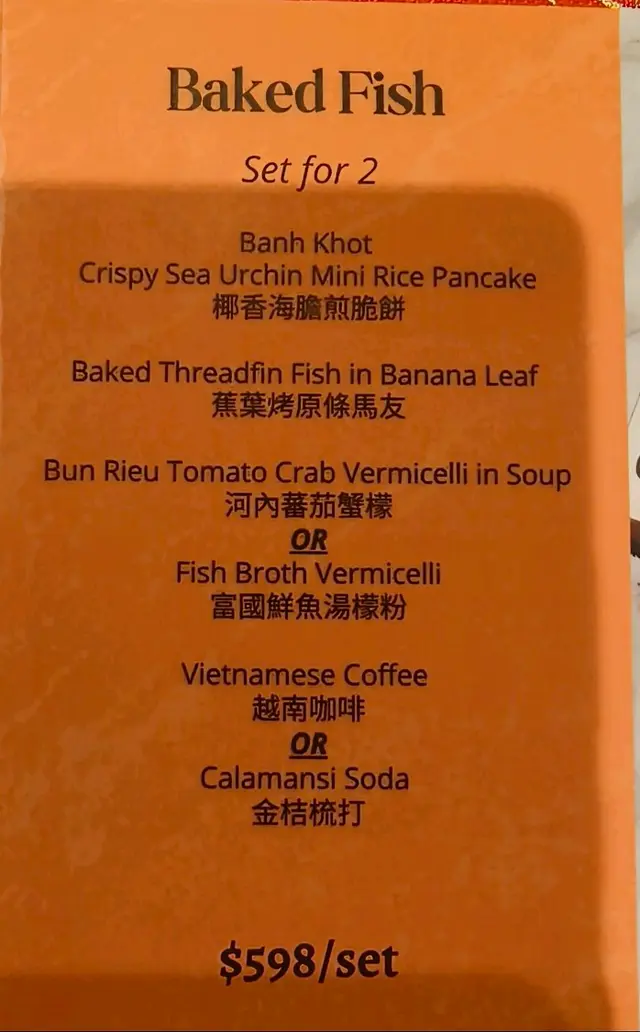 Baked Fish
Set for 2
Banh Khot
Crispy Sea Urchin Mini Rice Pancake
椰香海膽煎脆餅
Baked Threadfin Fish in Banana Leaf
蕉葉烤原條馬友
Bun Rieu Tomato Crab Vermicelli in Soup
河內蕃茄蟹檬
OR
Fish Broth Vermicelli
富國鮮魚湯檬粉
Vietnamese Coffee
越南咖啡
OR
Calamansi Soda
金桔梳打
$598/set